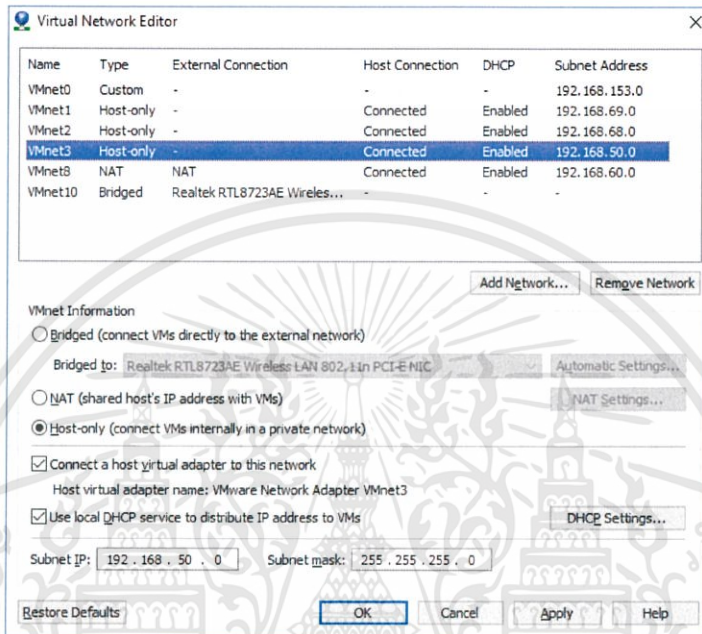 Virtual Network Editor
Name Type External Connection Host Connection DHCP Subnet Address
VMnet0 Custom - - - 192.168.153.0
VMnet1 Host-only - Connected Enabled 192.168.69.0
VMnet2 Host-only - Connected Enabled 192.168.68.0
VMnet3 Host-only - Connected Enabled 192.168.50.0
VMnet8 NAT NAT Connected Enabled 192.168.60.0
VMnet10 Bridged Realtek RTL8723AE Wireles... - - -
Add Network... Remove Network
VMnet Information
Bridged (connect VMs directly to the external network)
Bridged to: Realtek RTL8723AE Wireless LAN 802.11n PCI-E NIC Automatic Settings...
NAT (shared host's IP address with VMs) NAT Settings...
Host-only (connect VMs internally in a private network)
Connect a host virtual adapter to this network
Host virtual adapter name: VMware Network Adapter VMnet3
Use local DHCP service to distribute IP address to VMs DHCP Settings...
Subnet IP: 192 . 168 . 50 . 0 Subnet mask: 255 . 255 . 255 . 0
Restore Defaults OK Cancel Apply Help